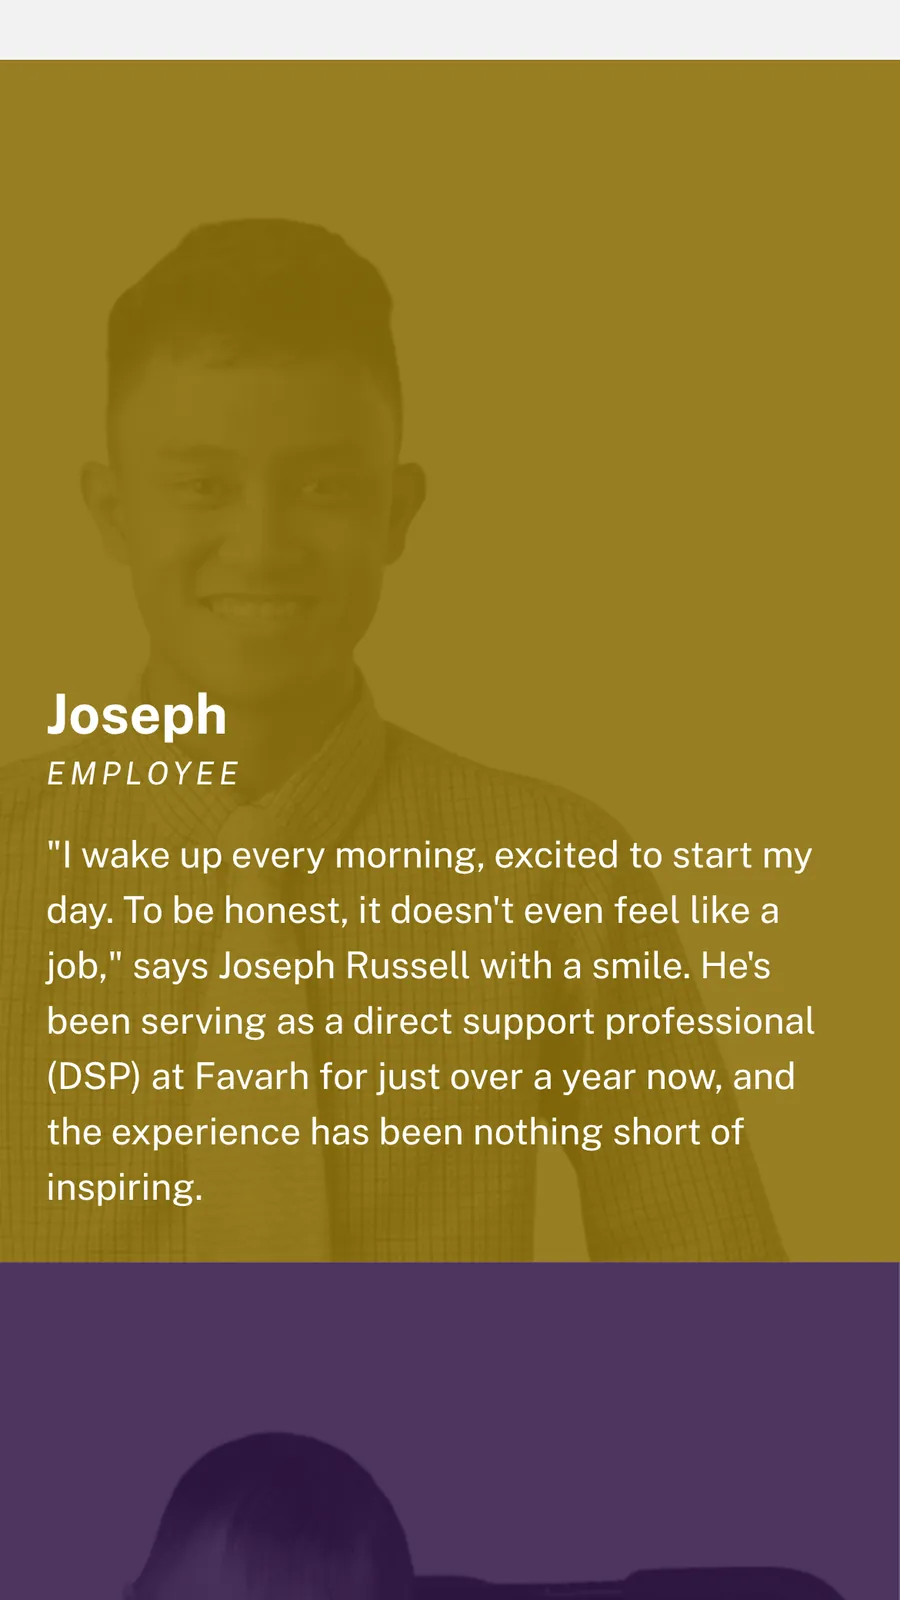 Joseph
EMPLOYEE
"I wake up every morning, excited to start my
day. To be honest, it doesn't even feel like a
job," says Joseph Russell with a smile. He's
been serving as a direct support professional
(DSP) at Favarh for just over a year now, and
the experience has been nothing short of
inspiring.